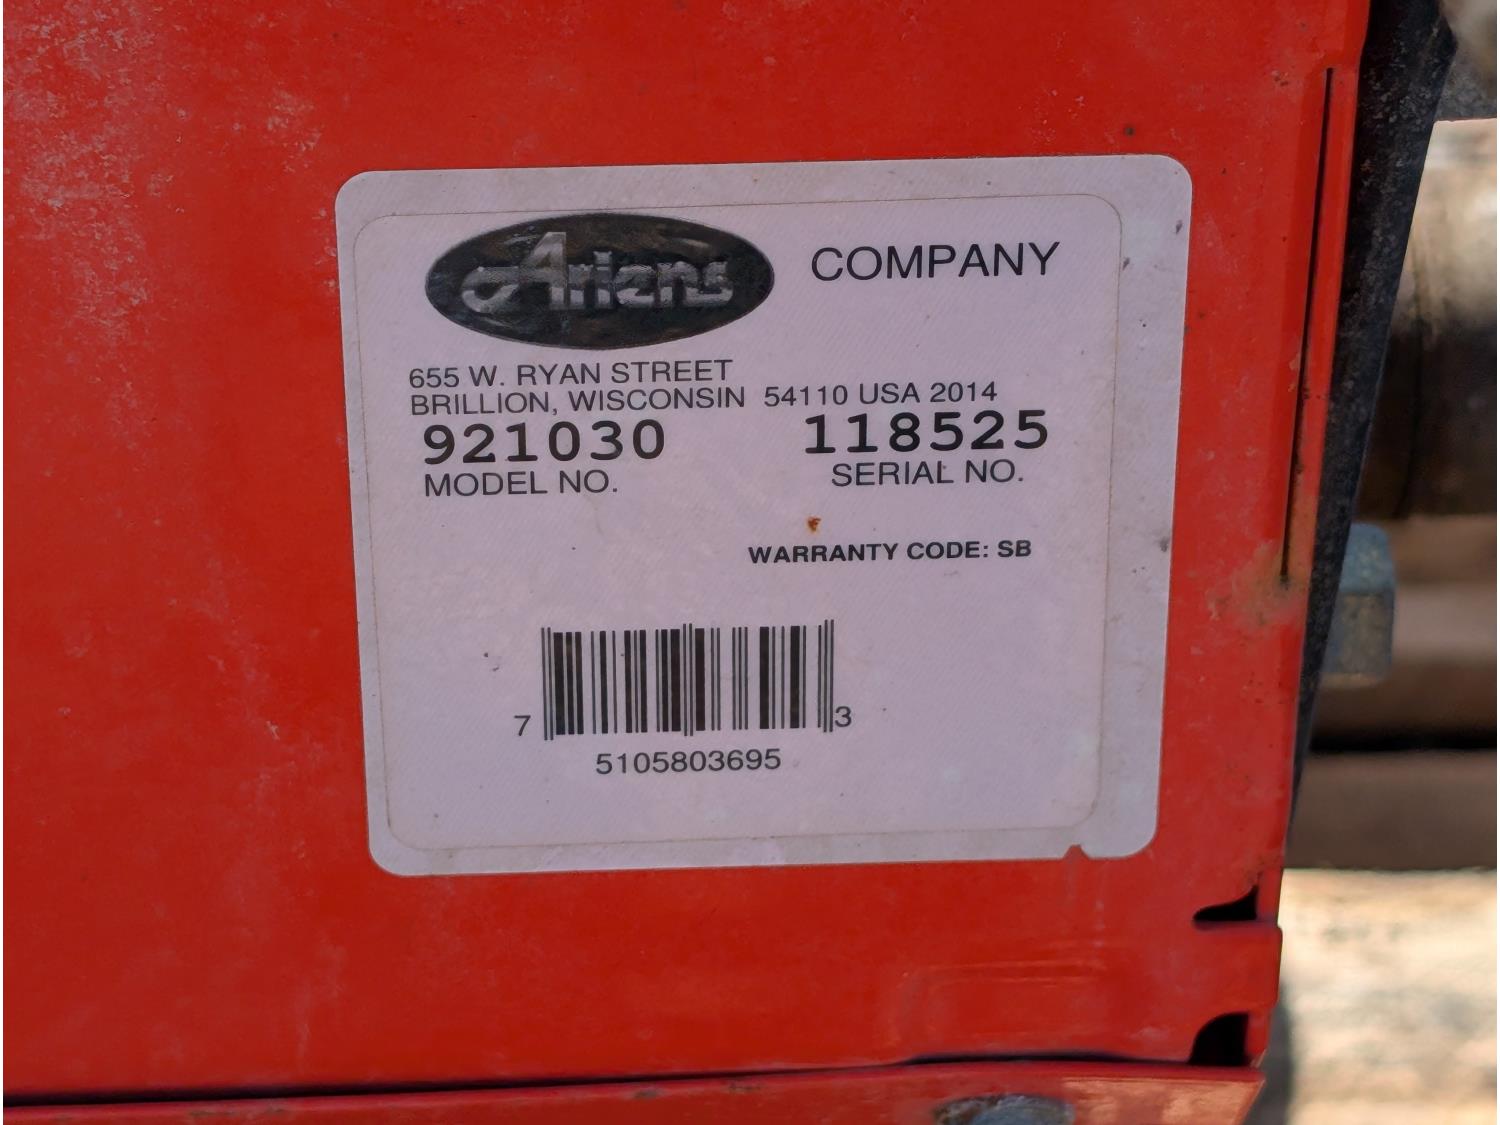 Ariens COMPANY
655 W. RYAN STREET
BRILLION, WISCONSIN 54110 USA 2014
921030 118525
MODEL NO. SERIAL NO.
WARRANTY CODE: SB
7 3
5105803695